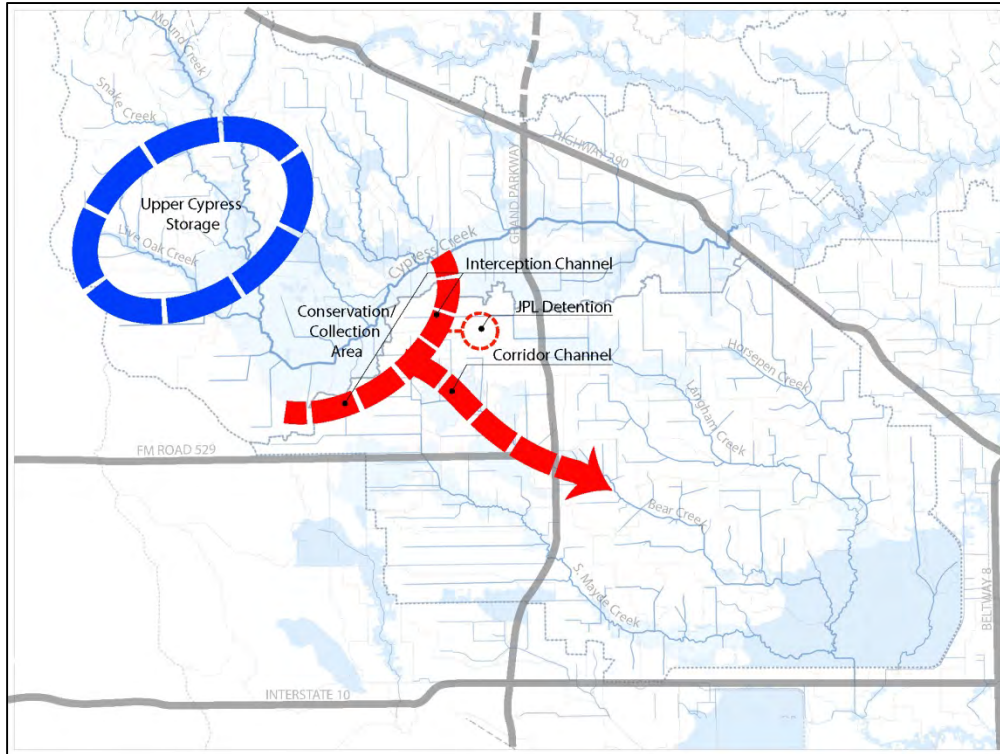 Mound Creek
Snake Creek
HIGHWAY 290
GRAND PARKWAY
Upper Cypress
Storage
Live Oak Creek
Cypress Creek
Interception Channel
Conservation/
Collection
Area
JPL Detention
Corridor Channel
Horsepen Creek
Langham Creek
FM ROAD 529
Bear Creek
S. Mayde Creek
BELTWAY 8
INTERSTATE 10